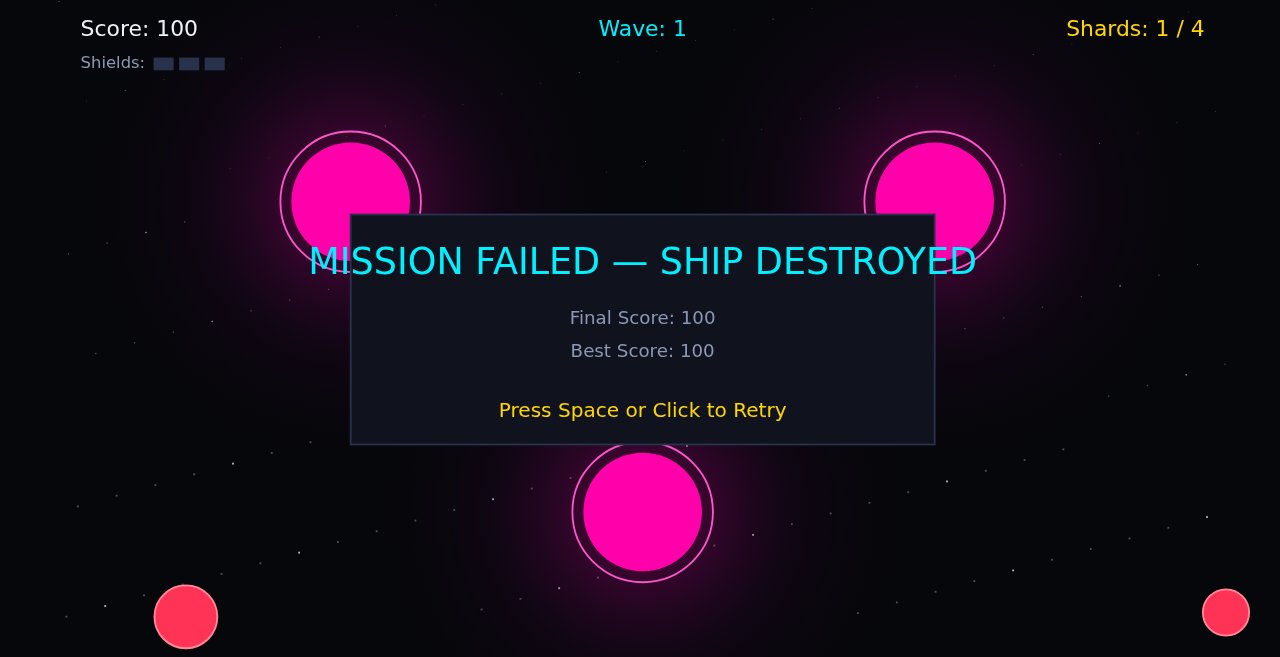 Score: 100
Wave: 1
Shards: 1 / 4
Shields:
MISSION FAILED — SHIP DESTROYED
Final Score: 100
Best Score: 100
Press Space or Click to Retry